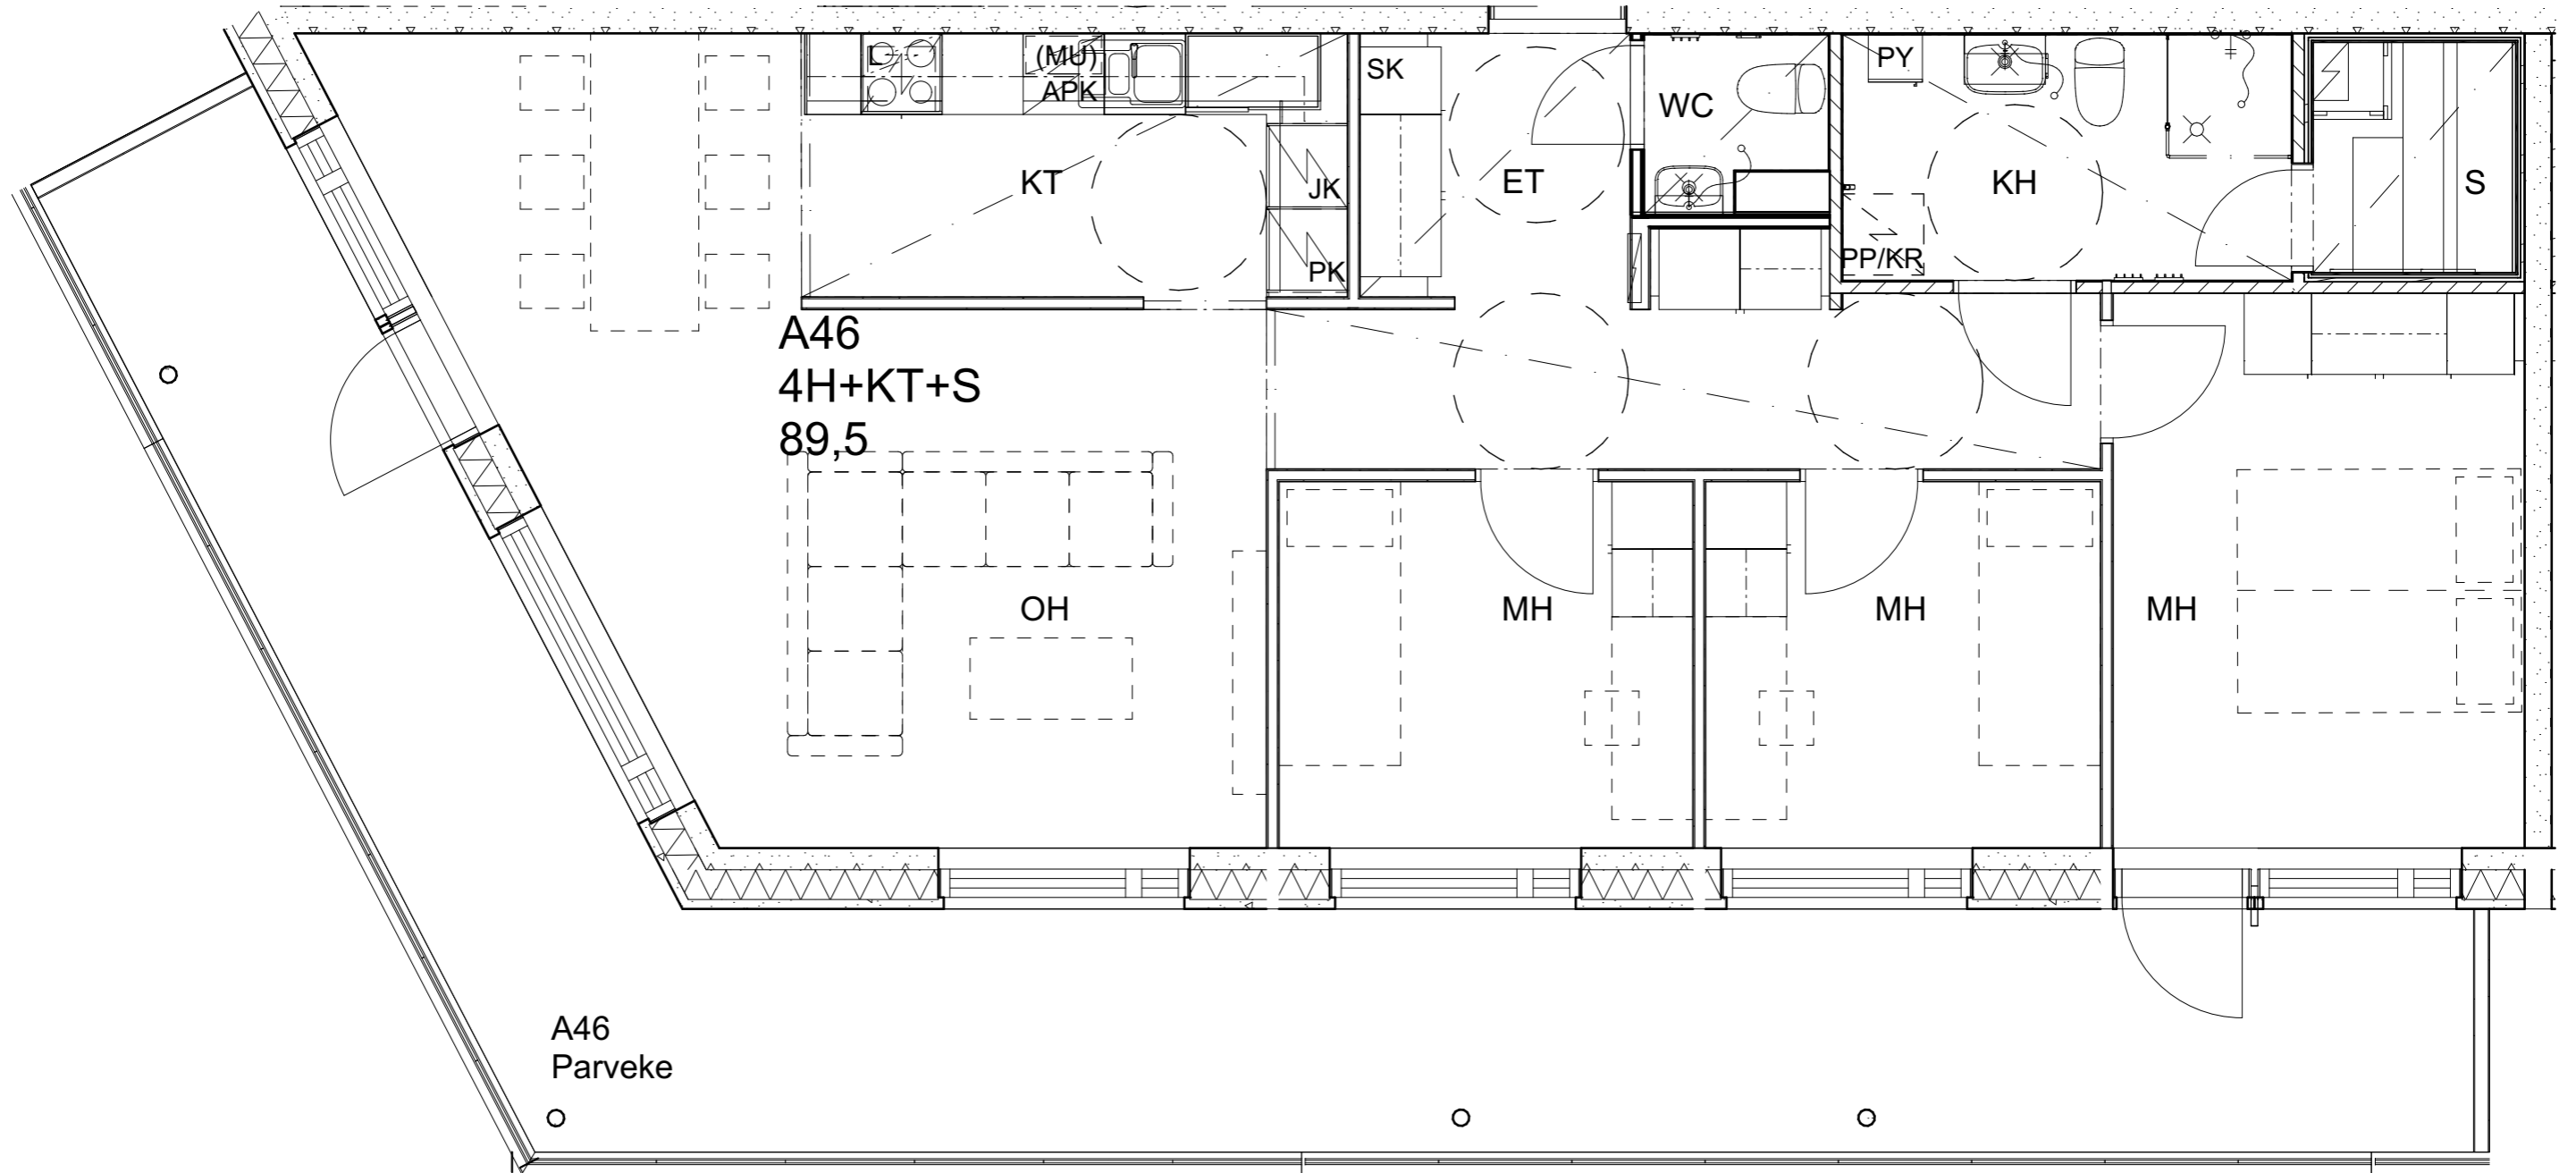 L
(MU)
APK
SK
WC
PY
KT
JK
ET
KH
S
PK
PP/KR
A46
4H+KT+S
89,5
OH
MH
MH
MH
A46
Parveke